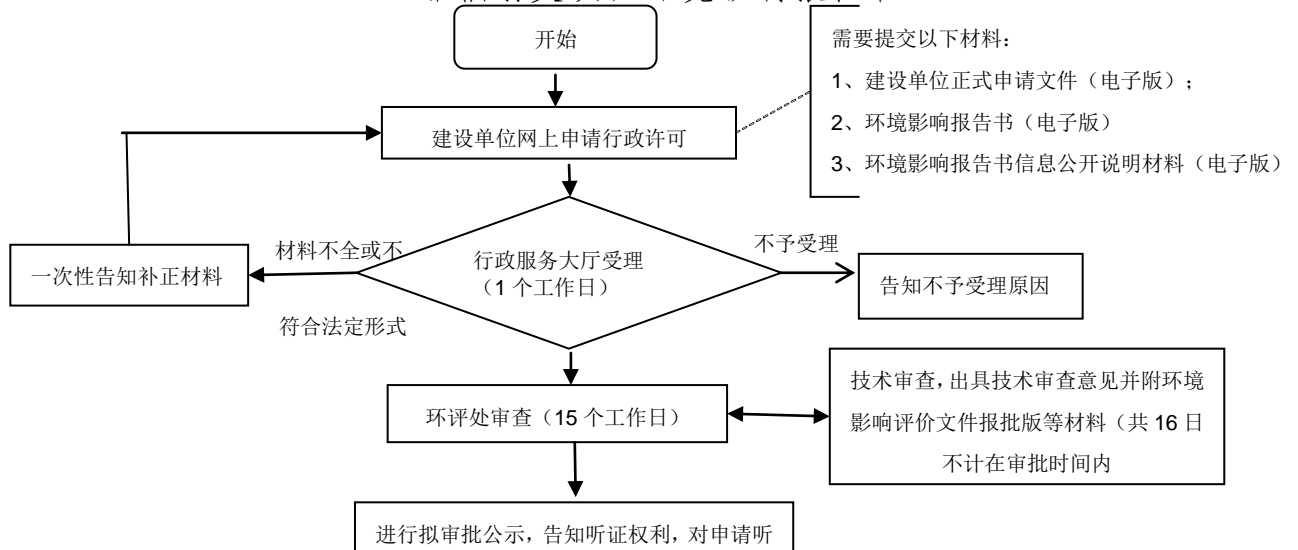 开始
需要提交以下材料：
1、建设单位正式申请文件（电子版）；
2、环境影响报告书（电子版）
3、环境影响报告书信息公开说明材料（电子版）
建设单位网上申请行政许可
材料不全或不
符合法定形式
一次性告知补正材料
行政服务大厅受理
（1 个工作日）
不予受理
告知不予受理原因
环评处审查（15 个工作日）
技术审查，出具技术审查意见并附环境
影响评价文件报批版等材料（共 16 日
不计在审批时间内
进行拟审批公示，告知听证权利，对申请听